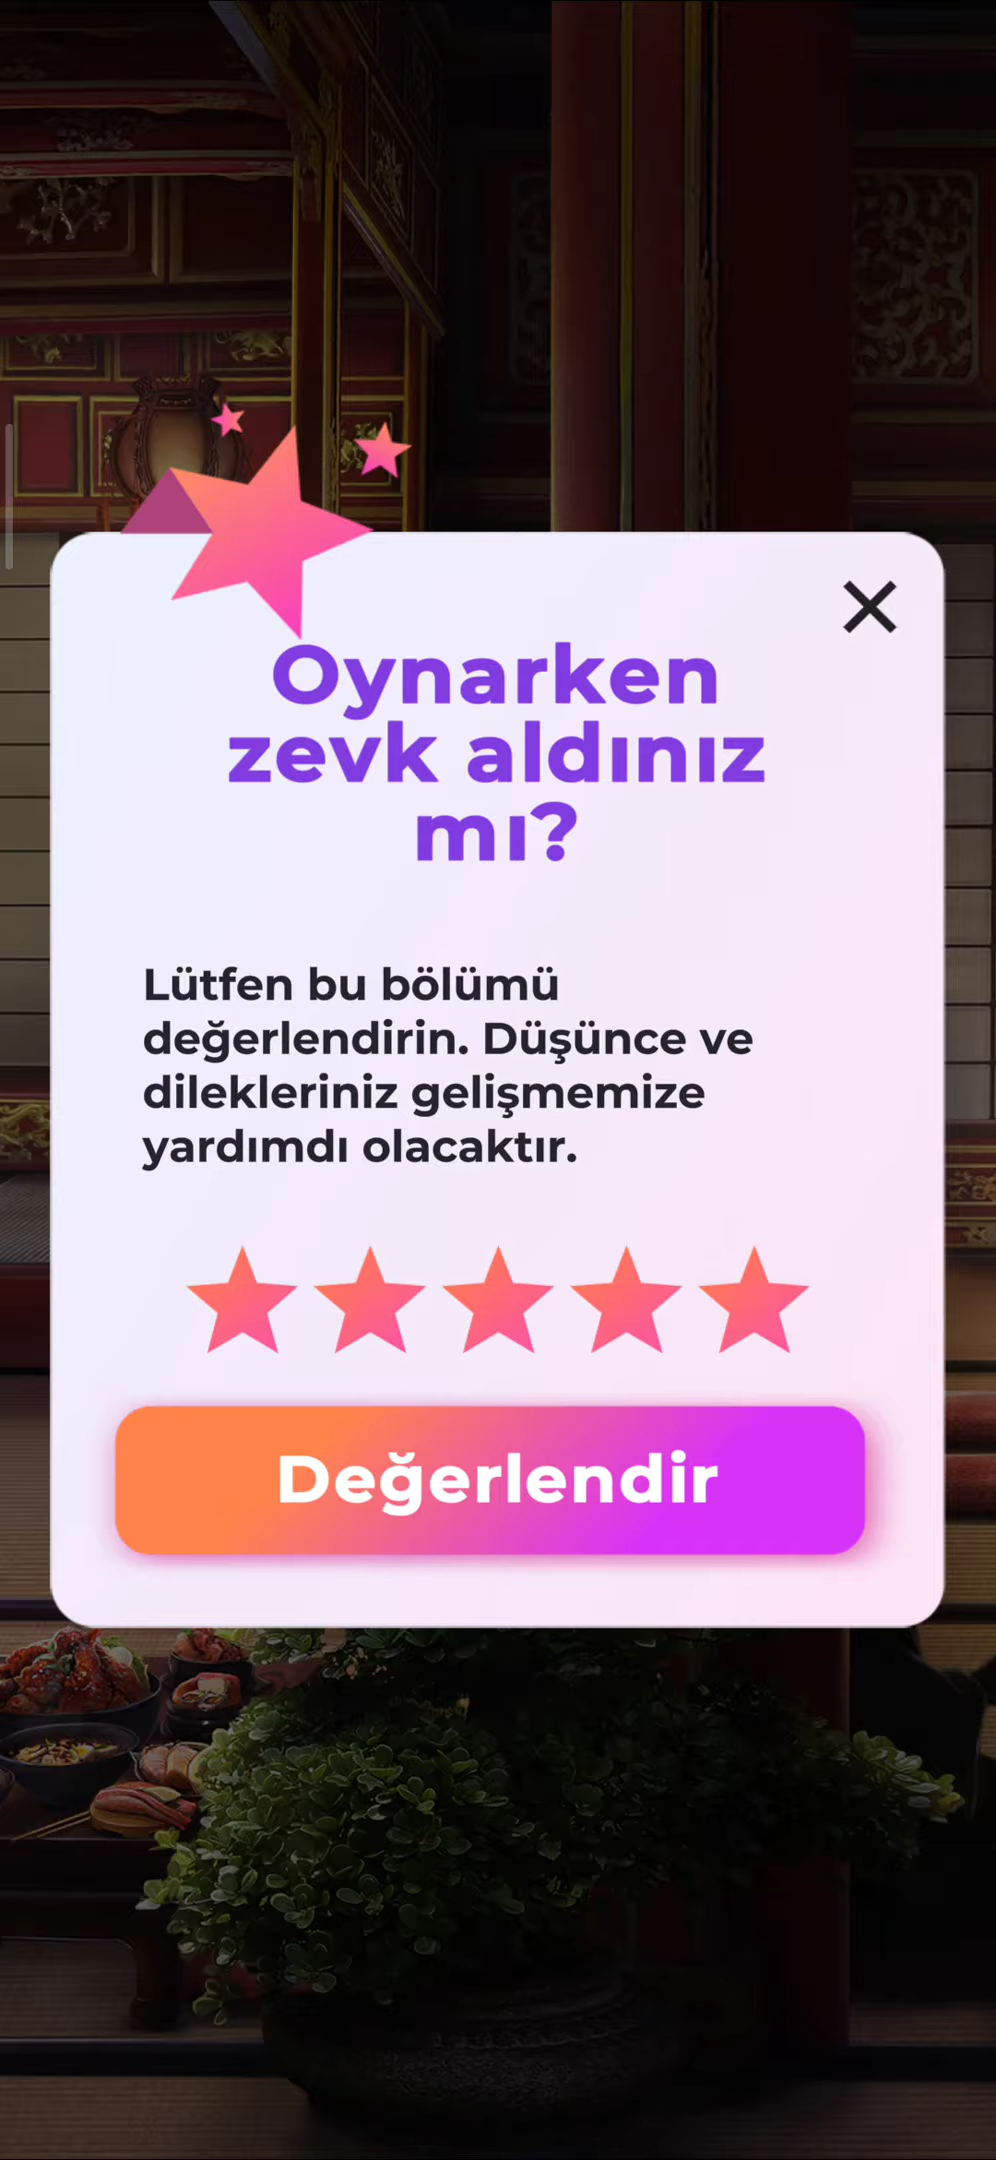 Oynarken
zevk aldınız
mı?
Lütfen bu bölümü
değerlendirin. Düşünce ve
dilekleriniz gelişmemize
yardımdı olacaktır.
Değerlendir